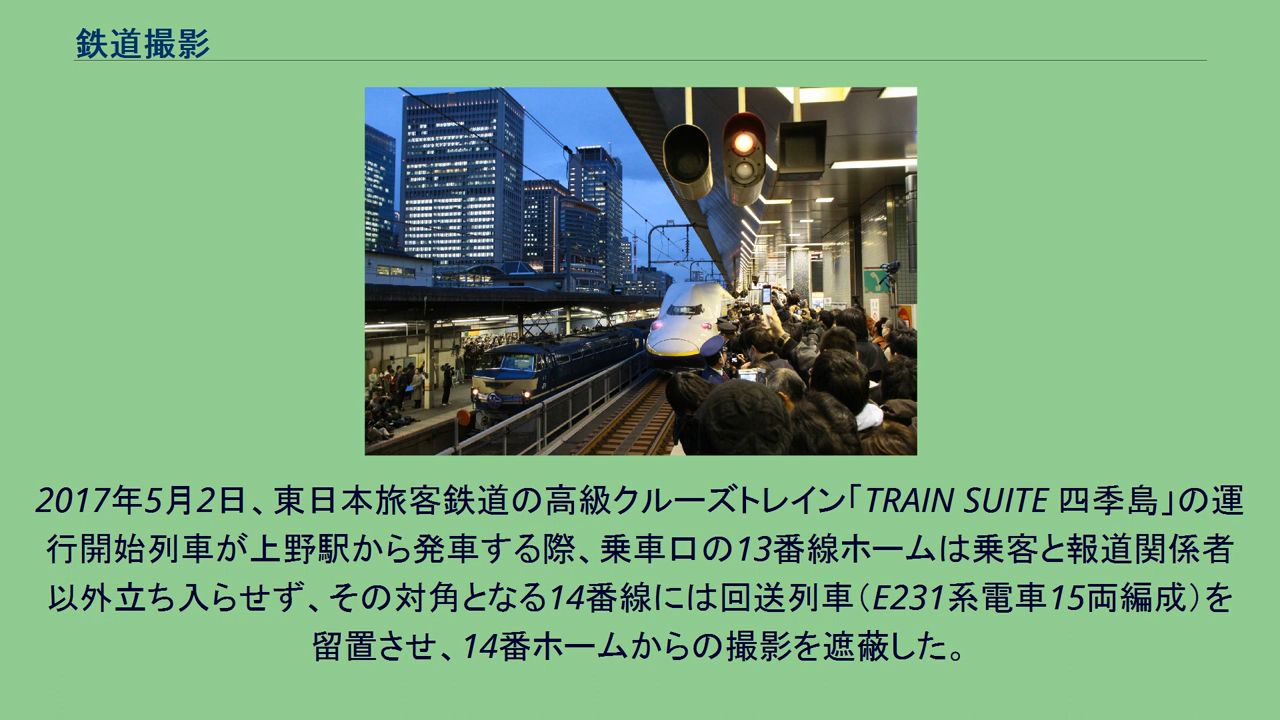 鉄道撮影
2017年5月2日、東日本旅客鉄道の高級クルーズトレイン「TRAIN SUITE 四季島」の運
行開始列車が上野駅から発車する際、乗車口の13番線ホームは乗客と報道関係者
以外立ち入らせず、その対角となる14番線には回送列車（E231系電車15両編成）を
留置させ、14番ホームからの撮影を遮蔽した。